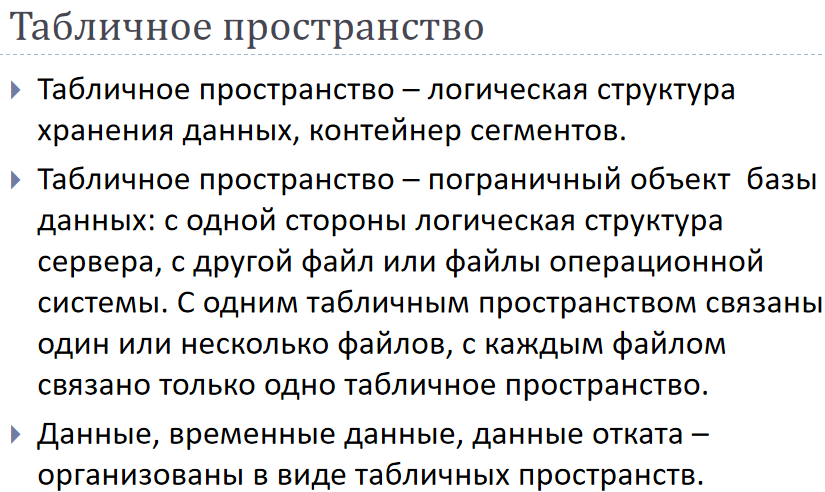 Табличное пространство
Табличное пространство – логическая структура
хранения данных, контейнер сегментов.
Табличное пространство – пограничный объект  базы
данных: с одной стороны логическая структура
сервера, с другой файл или файлы операционной
системы. С одним табличным пространством связаны
один или несколько файлов, с каждым файлом
связано только одно табличное пространство.
Данные, временные данные, данные отката –
организованы в виде табличных пространств.